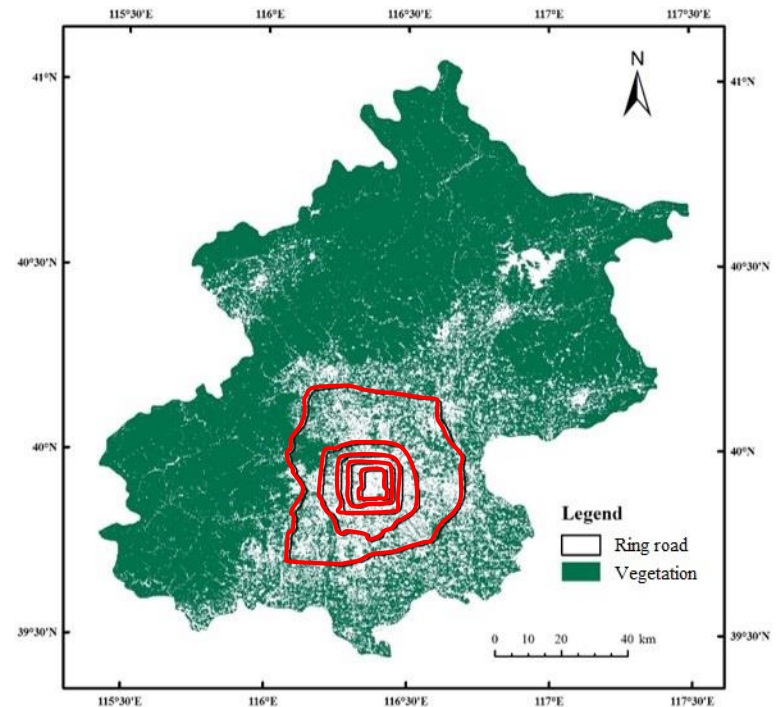 115°30′E 116°E 116°30′E 117°E 117°30′E
N
41°N 41°N
40°30′N 40°30′N
40°N 40°N
Legend
Ring road
Vegetation
39°30′N 39°30′N
0 10 20 40 km
115°30′E 116°E 116°30′E 117°E 117°30′E